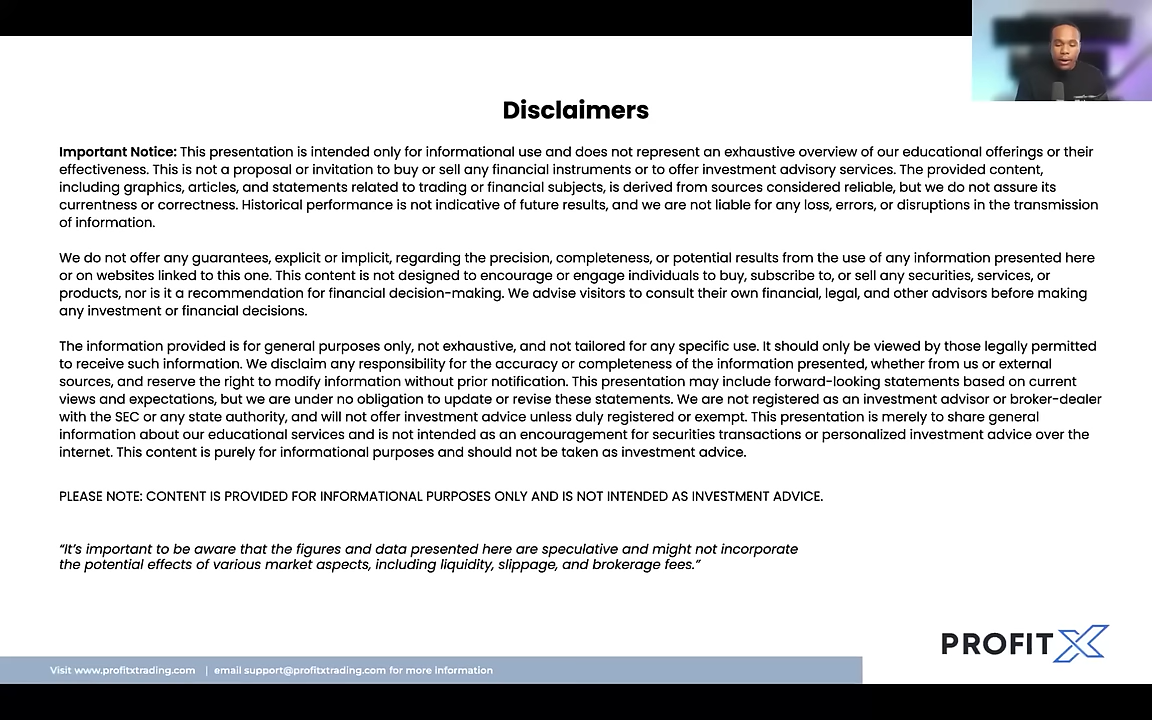 Disclaimers
Important Notice: This presentation is intended only for informational use and does not represent an exhaustive overview of our educational offerings or their
effectiveness. This is not a proposal or invitation to buy or sell any financial instruments or to offer investment advisory services. The provided content,
including graphics, articles, and statements related to trading or financial subjects, is derived from sources considered reliable, but we do not assure its
currentness or correctness. Historical performance is not indicative of future results, and we are not liable for any loss, errors, or disruptions in the transmission
of information.
We do not offer any guarantees, explicit or implicit, regarding the precision, completeness, or potential results from the use of any information presented here
or on websites linked to this one. This content is not designed to encourage or engage individuals to buy, subscribe to, or sell any securities, services, or
products, nor is it a recommendation for financial decision-making. We advise visitors to consult their own financial, legal, and other advisors before making
any investment or financial decisions.
The information provided is for general purposes only, not exhaustive, and not tailored for any specific use. It should only be viewed by those legally permitted
to receive such information. We disclaim any responsibility for the accuracy or completeness of the information presented, whether from us or external
sources, and reserve the right to modify information without prior notification. This presentation may include forward-looking statements based on current
views and expectations, but we are under no obligation to update or revise these statements. We are not registered as an investment advisor or broker-dealer
with the SEC or any state authority, and will not offer investment advice unless duly registered or exempt. This presentation is merely to share general
information about our educational services and is not intended as an encouragement for securities transactions or personalized investment advice over the
internet. This content is purely for informational purposes and should not be taken as investment advice.
PLEASE NOTE: CONTENT IS PROVIDED FOR INFORMATIONAL PURPOSES ONLY AND IS NOT INTENDED AS INVESTMENT ADVICE.
“It’s important to be aware that the figures and data presented here are speculative and might not incorporate
the potential effects of various market aspects, including liquidity, slippage, and brokerage fees.”
PROFIT X
Visit www.profitxtrading.com | email support@profitxtrading.com for more information